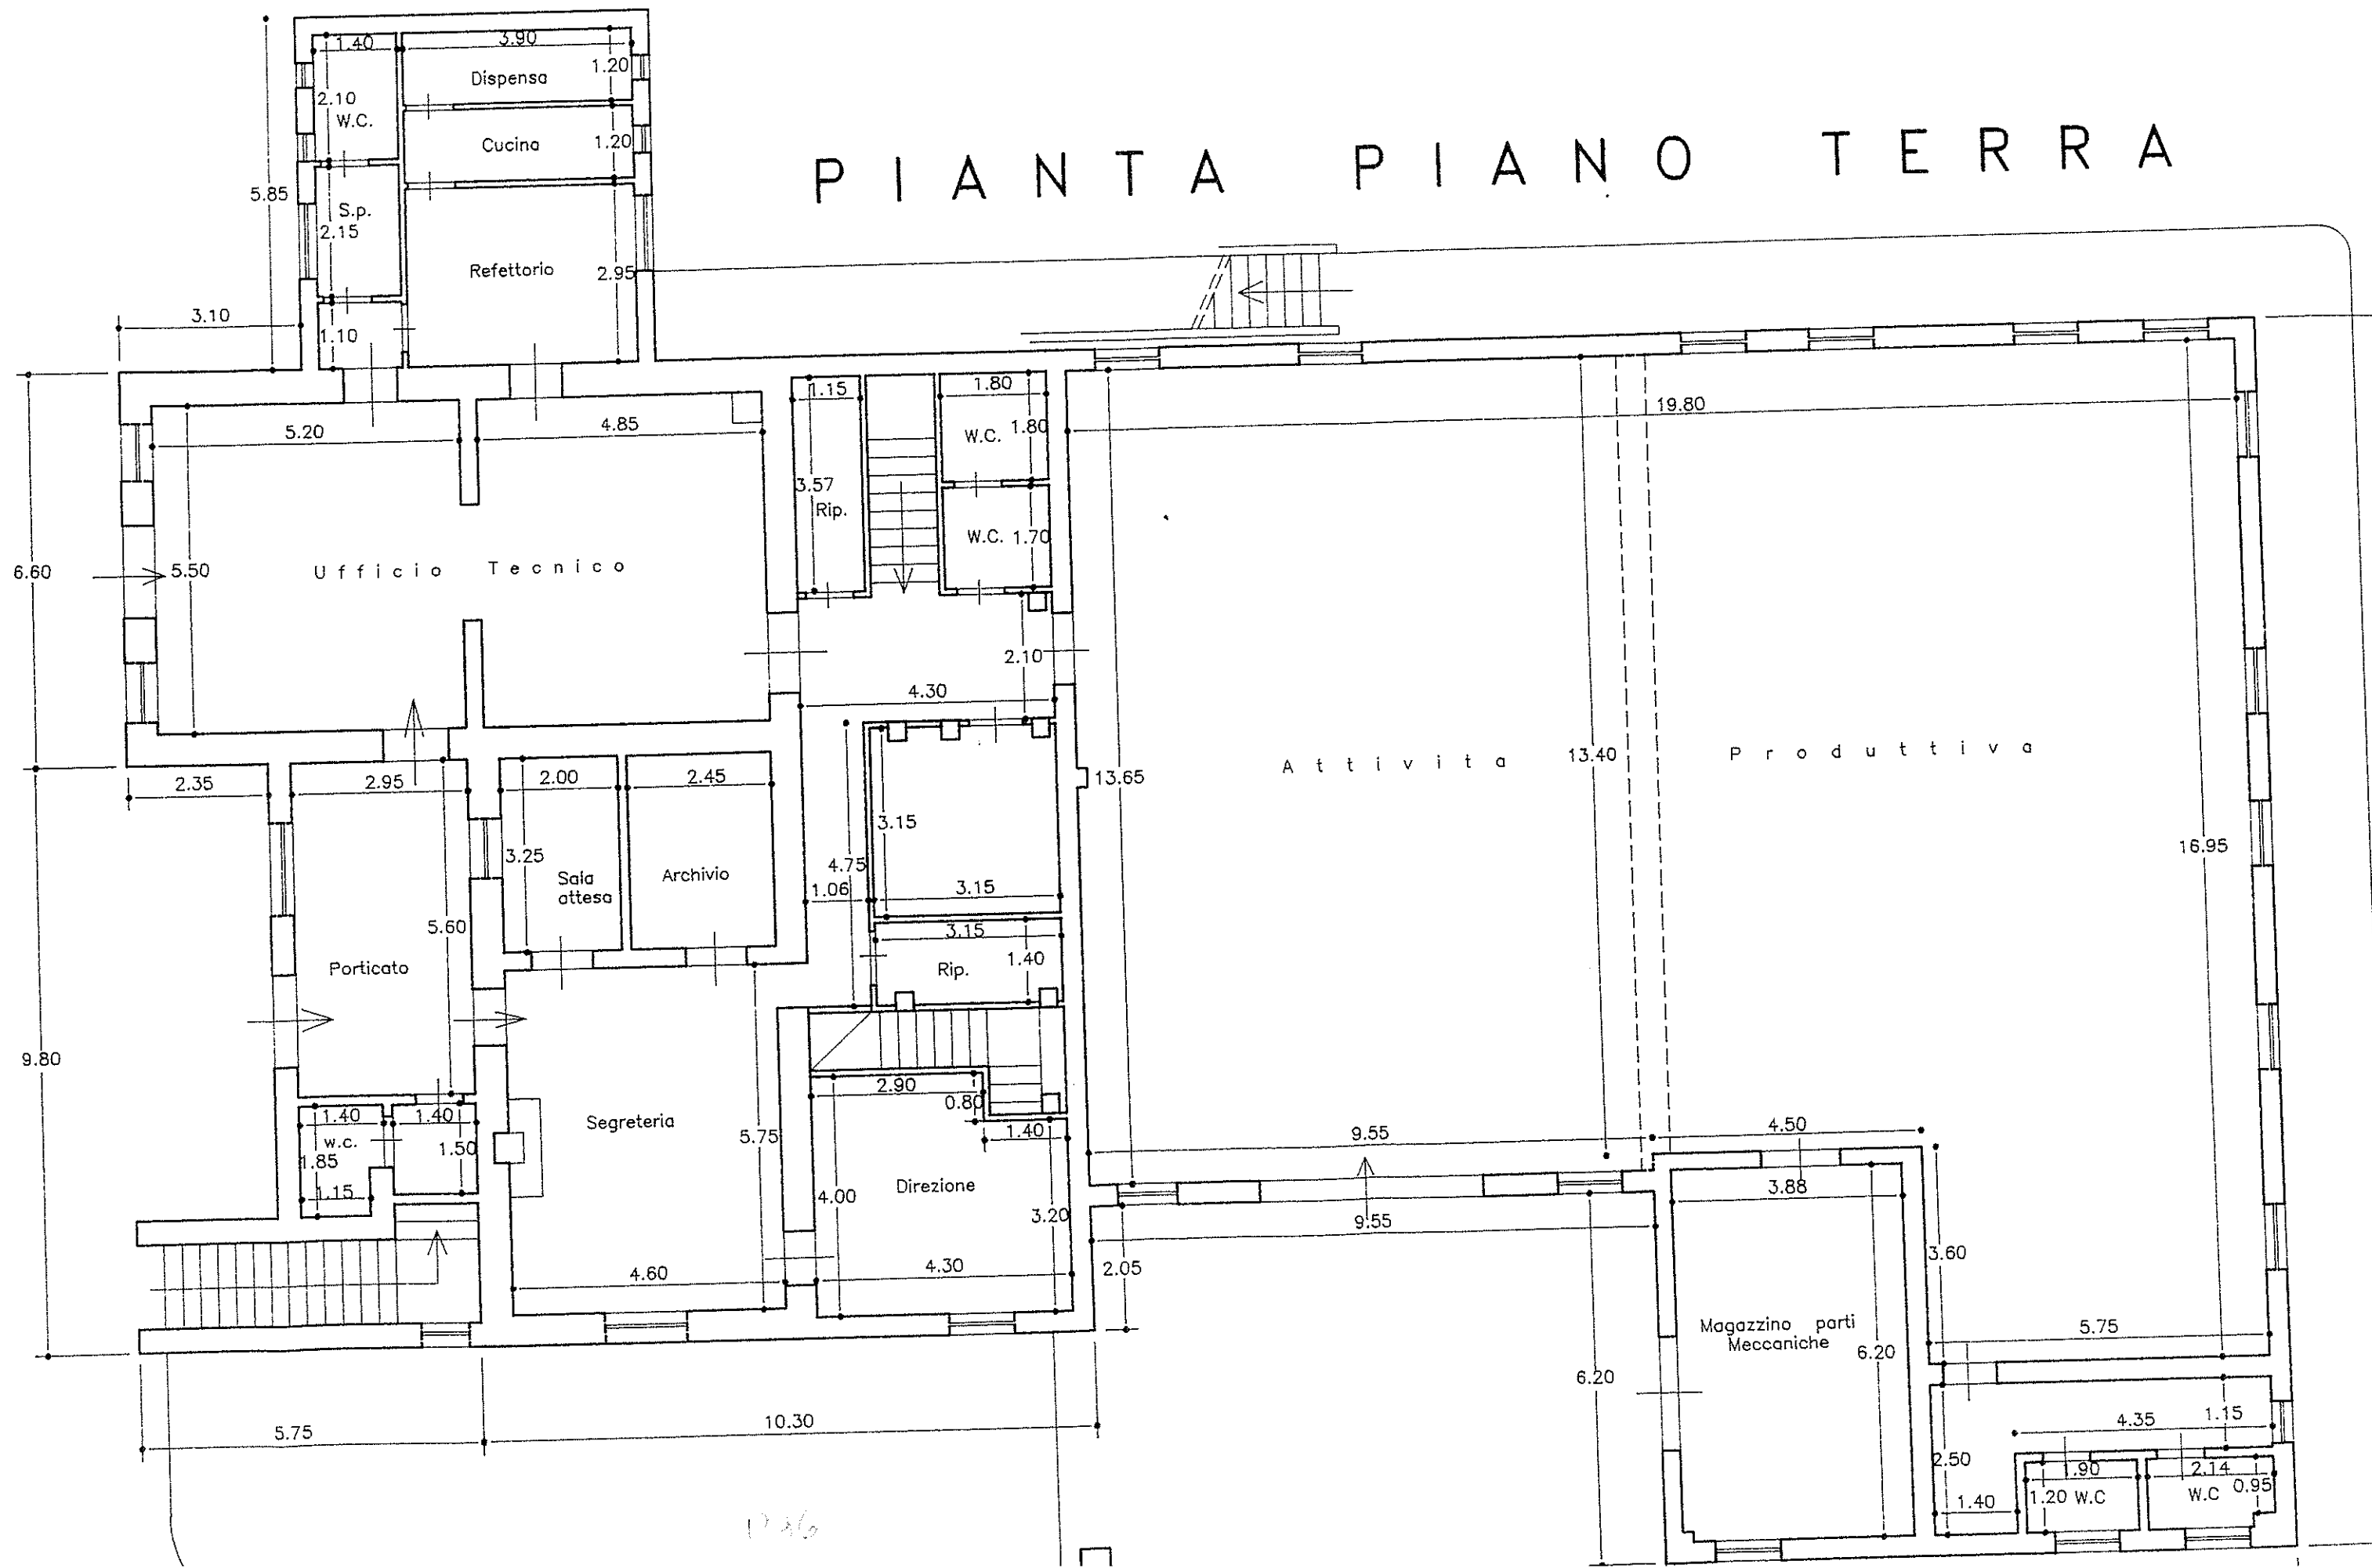 PIANTA PIANO TERRA
1.40
3.90
1.20
Dispensa
2.10
W.C.
Cucina
1.20
5.85
S.p.
2.15
Refettorio
2.95
3.10
1.10
5.20
4.85
1.15
1.80
19.80
W.C. 1.80
3.57
Rip.
W.C. 1.70
6.60
5.50
Ufficio Tecnico
2.10
4.30
Attivita
13.40
Produttiva
13.65
2.35
2.95
2.00
2.45
3.15
16.95
3.25
4.75
Sala
attesa
Archivio
1.06
3.15
5.60
3.15
Porticato
Rip.
1.40
9.80
2.90
0.80
1.40
1.40
Segreteria
5.75
1.40
9.55
4.50
w.c.
1.85
1.50
1.15
4.00
Direzione
3.20
3.88
9.55
3.60
4.60
4.30
2.05
Magazzino parti
Meccaniche
6.20
5.75
6.20
5.75
10.30
4.35
1.15
2.50
1.90
2.14
0.95
1.40
1.20 W.C
W.C